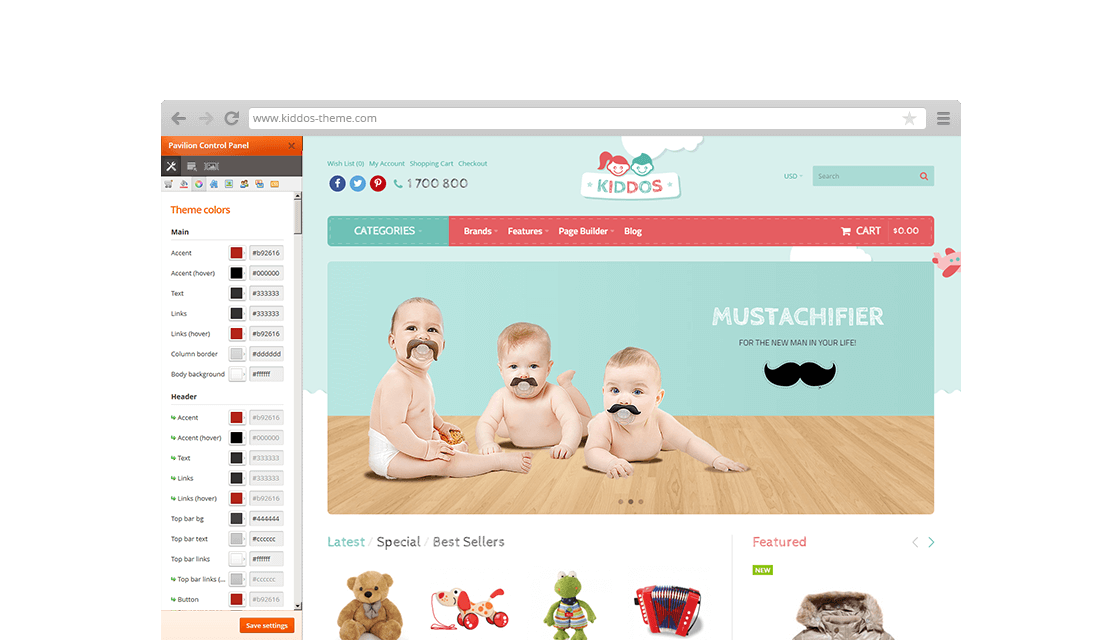 www.kiddos-theme.com
Pavilion Control Panel
Theme colors
Main
Accent #b92616
Accent (hover) #000000
Text #333333
Links #333333
Links (hover) #b92616
Column border #dddddd
Body background #ffffff
Header
Accent #b92616
Accent (hover) #000000
Text #333333
Links #333333
Links (hover) #b92616
Top bar bg #444444
Top bar text #cccccc
Top bar links #ffffff
Top bar links (... #cccccc
Button #b92616
Save settings
Wish List (0) My Account Shopping Cart Checkout
1 700 800
KIDDOS
USD
Search
CATEGORIES
Brands Features Page Builder Blog
CART $0.00
MUSTACHIFIER
FOR THE NEW MAN IN YOUR LIFE!
Latest / Special / Best Sellers
Featured
NEW